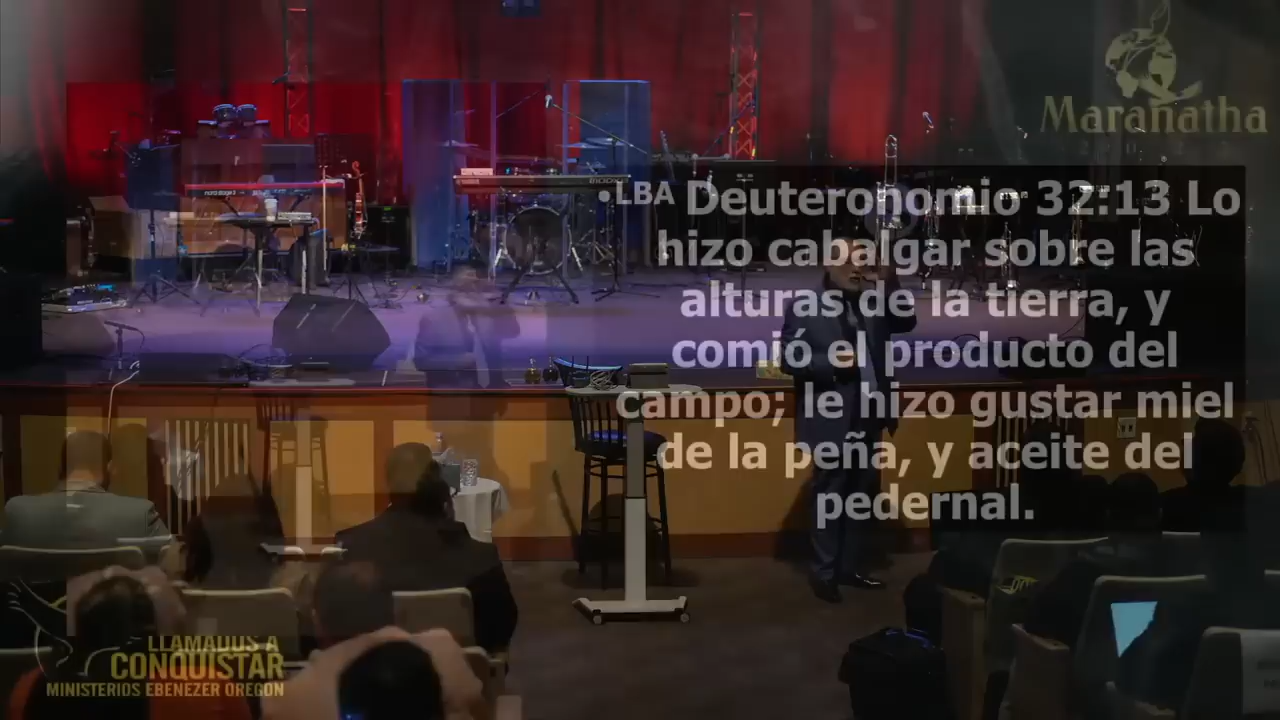 Maranatha
•LBA Deuteronomio 32:13 Lo
hizo cabalgar sobre las
alturas de la tierra, y
comió el producto del
campo; le hizo gustar miel
de la peña, y aceite del
pedernal.
LLAMADOS A
CONQUISTAR
MINISTERIOS EBENEZER OREGON